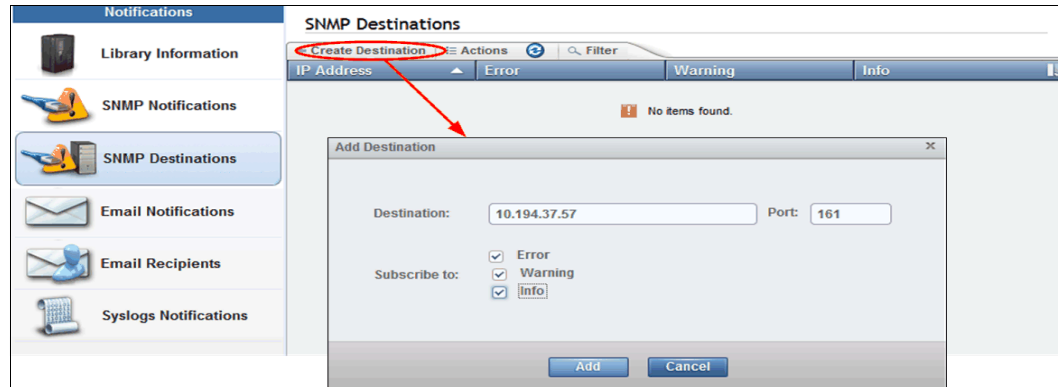 Notifications
Library Information
SNMP Notifications
SNMP Destinations
Email Notifications
Email Recipients
Syslogs Notifications
SNMP Destinations
Create Destination Actions Filter
IP Address Error Warning Info
No items found.
Add Destination
Destination: 10.194.37.57 Port: 161
Subscribe to:
Error
Warning
Info
Add Cancel